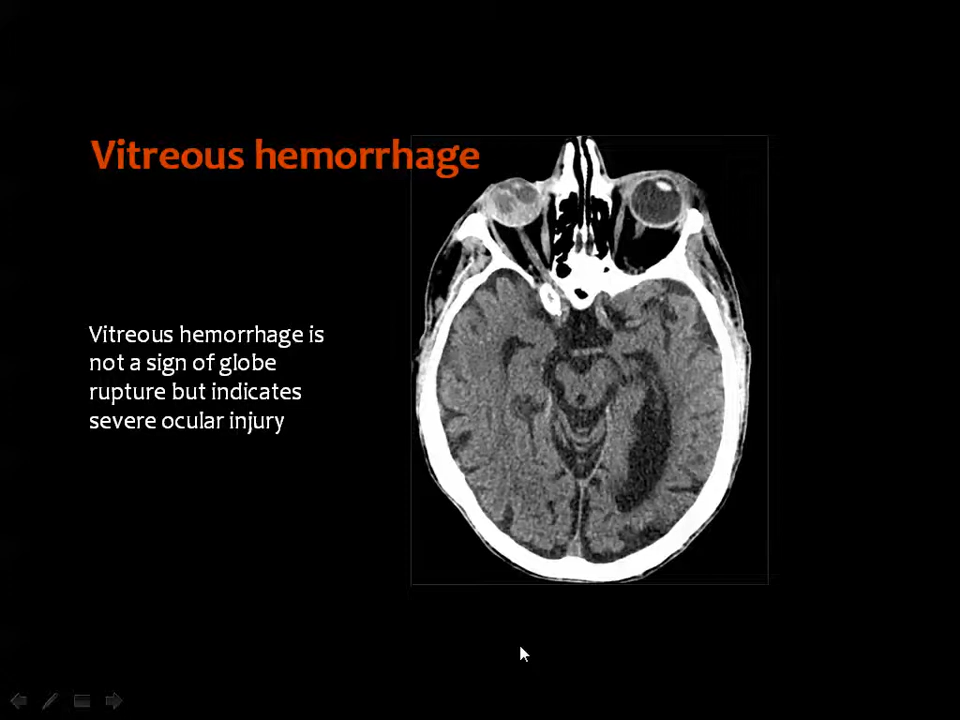 Vitreous hemorrhage
Vitreous hemorrhage is
not a sign of globe
rupture but indicates
severe ocular injury